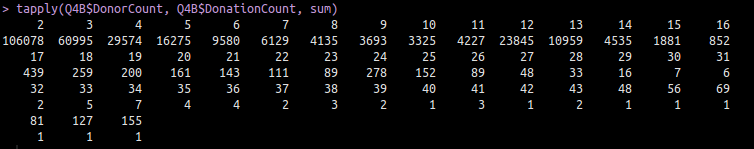 > tapply(Q4B$DonorCount, Q4B$DonationCount, sum)
2 3 4 5 6 7 8 9 10 11 12 13 14 15 16
106078 60995 29574 16275 9580 6129 4135 3693 3325 4227 23845 10959 4535 1881 852
17 18 19 20 21 22 23 24 25 26 27 28 29 30 31
439 259 200 161 143 111 89 278 152 89 48 33 16 7 6
32 33 34 35 36 37 38 39 40 41 42 43 48 56 69
2 5 7 4 4 2 3 2 1 3 1 2 1 1 1
81 127 155
1 1 1